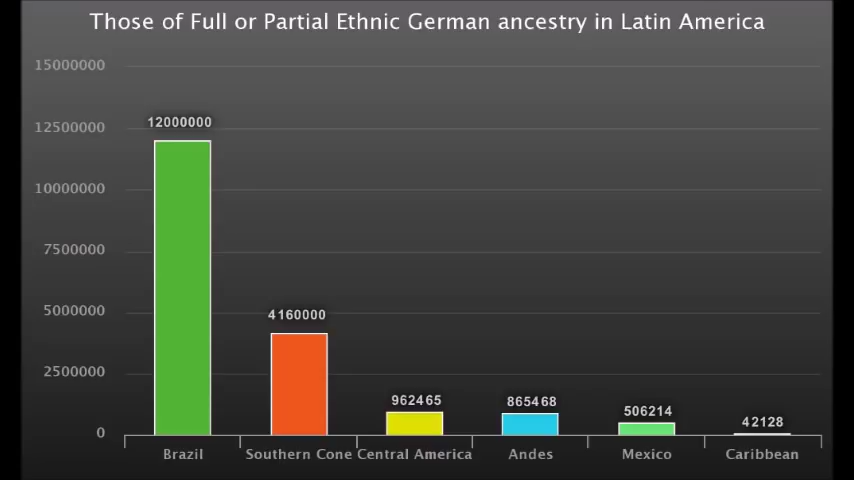 Those of Full or Partial Ethnic German ancestry in Latin America
15000000
12500000
10000000
7500000
5000000
2500000
0
12000000
4160000
962465
865468
506214
42128
Brazil
Southern Cone
Central America
Andes
Mexico
Caribbean